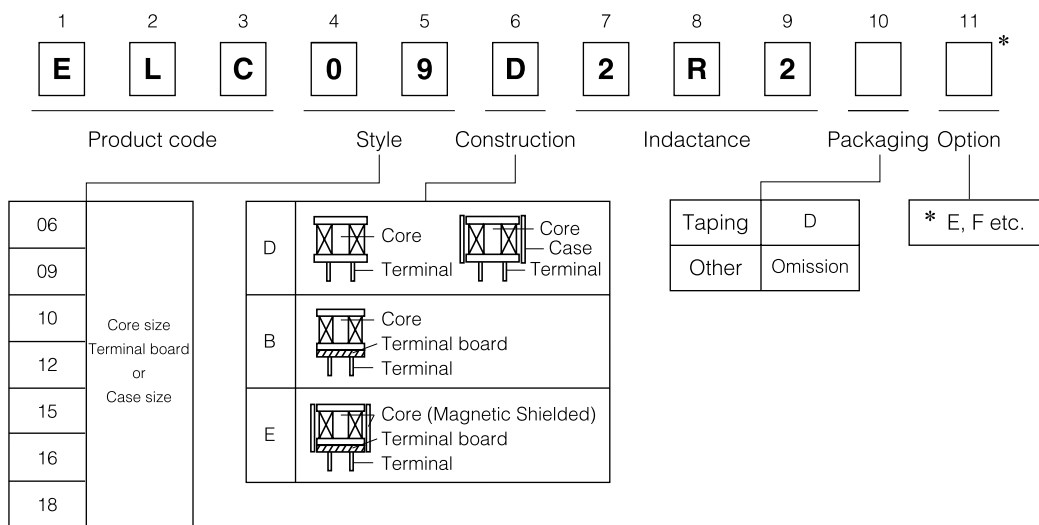 1 2 3 4 5 6 7 8 9 10 11
E L C 0 9 D 2 R 2 *
Product code Style Construction Indactance Packaging Option
06
09
10
12
15
16
18
Core size
Terminal board
or
Case size
D
Core
Terminal
Core
Case
Terminal
B
Core
Terminal board
Terminal
E
Core (Magnetic Shielded)
Terminal board
Terminal
Taping D
Other Omission
* E, F etc.